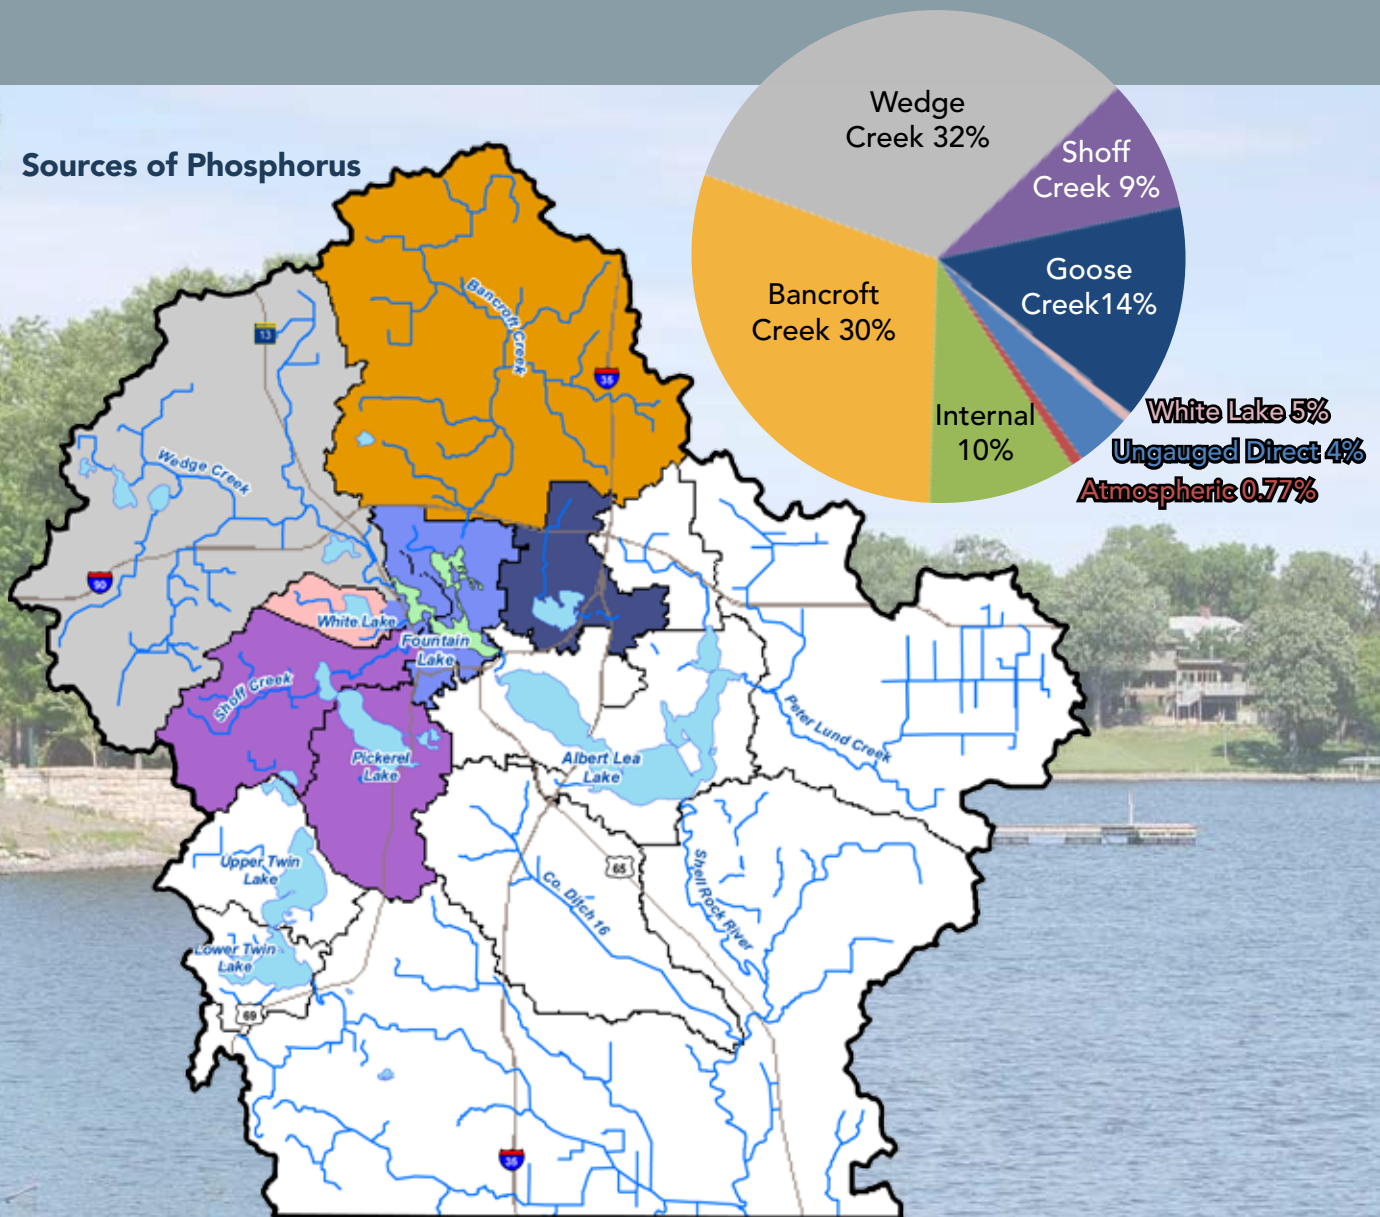 Sources of Phosphorus
Wedge
Creek 32%
Shoff
Creek 9%
Goose
Creek14%
Bancroft
Creek 30%
Internal
10%
White Lake 5%
Ungauged Direct 4%
Atmospheric 0.77%
Bancroft Creek
13
35
Wedge Creek
90
White Lake
Fountain
Lake
Shoff Creek
Pickerel
Lake
Albert Lea
Lake
Peter Lund Creek
Upper Twin
Lake
65
Co. Ditch 16
Shell Rock River
Lower Twin
Lake
69
35